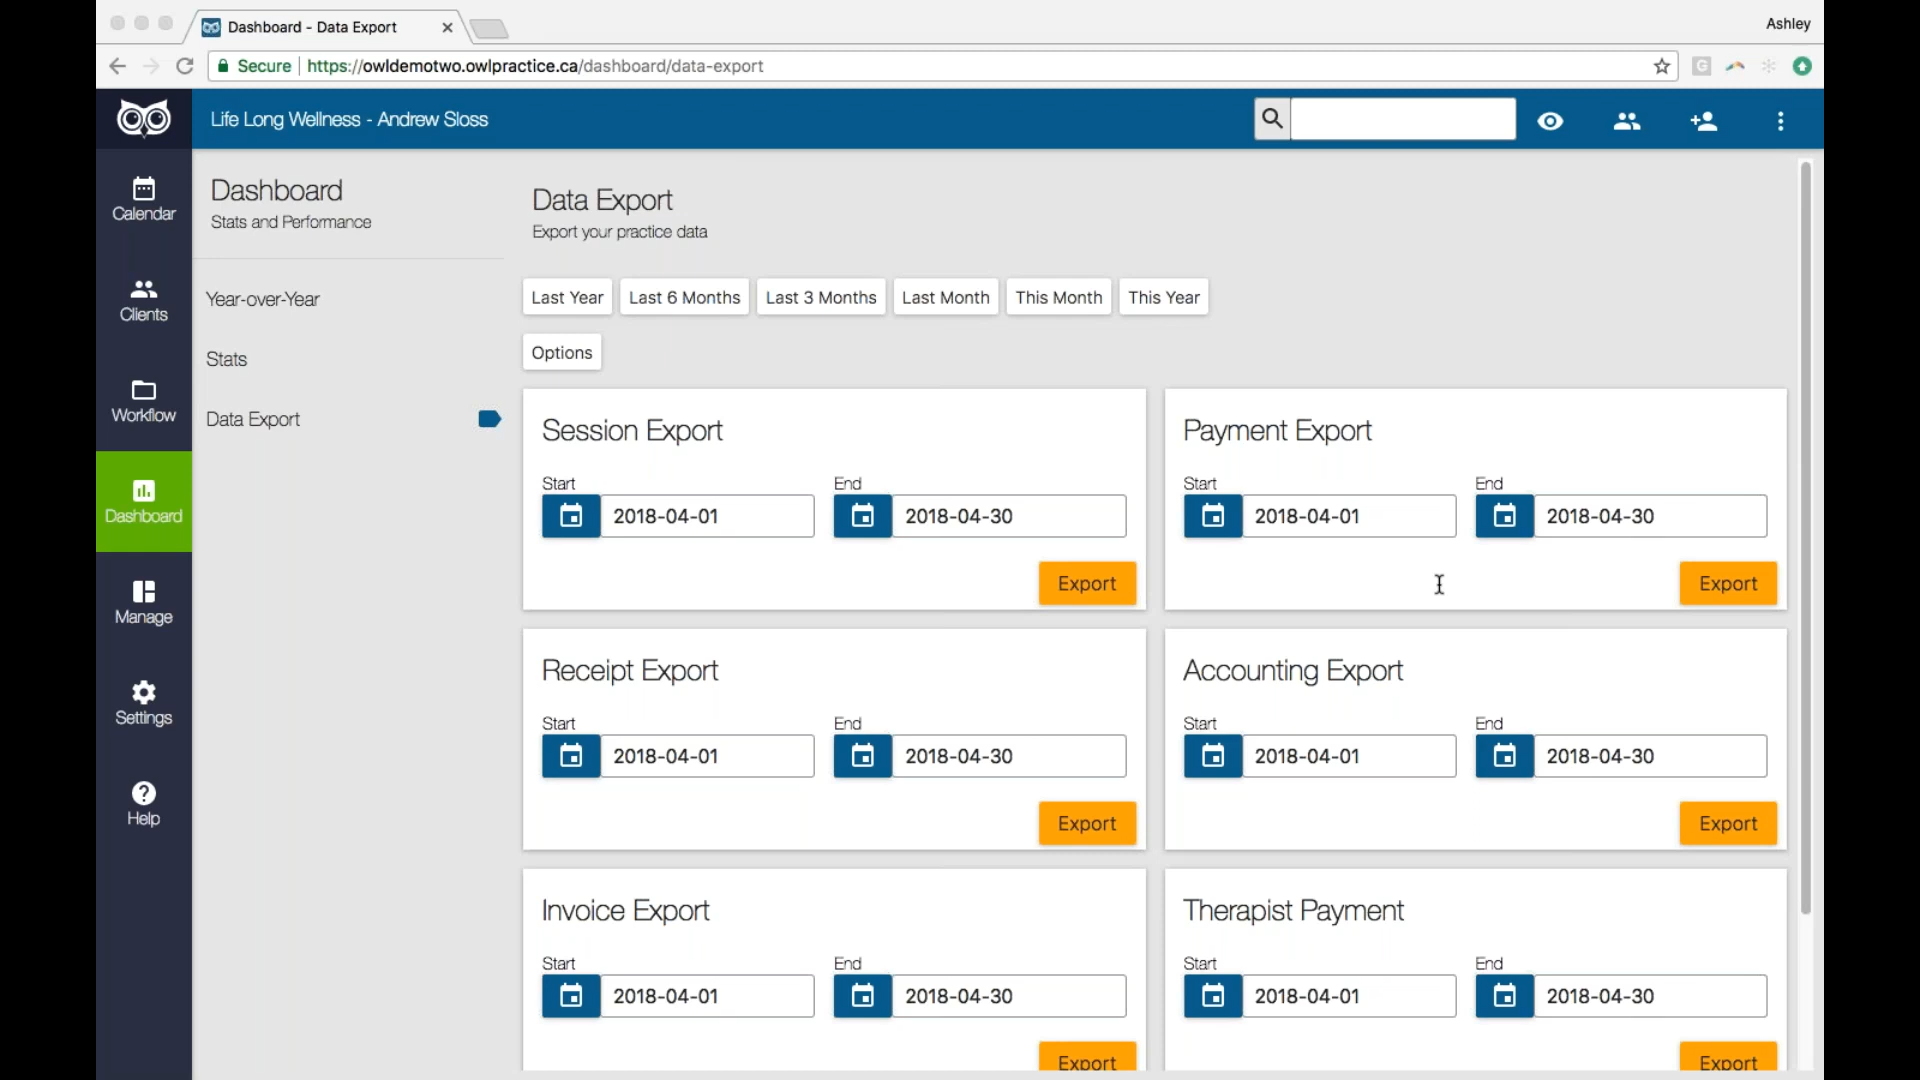 Dashboard - Data Export
Ashley
Secure
https://owldemotwo.owlpractice.ca/dashboard/data-export
Life Long Wellness - Andrew Sloss
Calendar
Clients
Workflow
Dashboard
Manage
Settings
Help
Dashboard
Stats and Performance
Year-over-Year
Stats
Data Export
Data Export
Export your practice data
Last Year
Last 6 Months
Last 3 Months
Last Month
This Month
This Year
Options
Session Export
Start
End
2018-04-01
2018-04-30
Export
Payment Export
Start
End
2018-04-01
2018-04-30
Export
Receipt Export
Start
End
2018-04-01
2018-04-30
Export
Accounting Export
Start
End
2018-04-01
2018-04-30
Export
Invoice Export
Start
End
2018-04-01
2018-04-30
Export
Therapist Payment
Start
End
2018-04-01
2018-04-30
Export